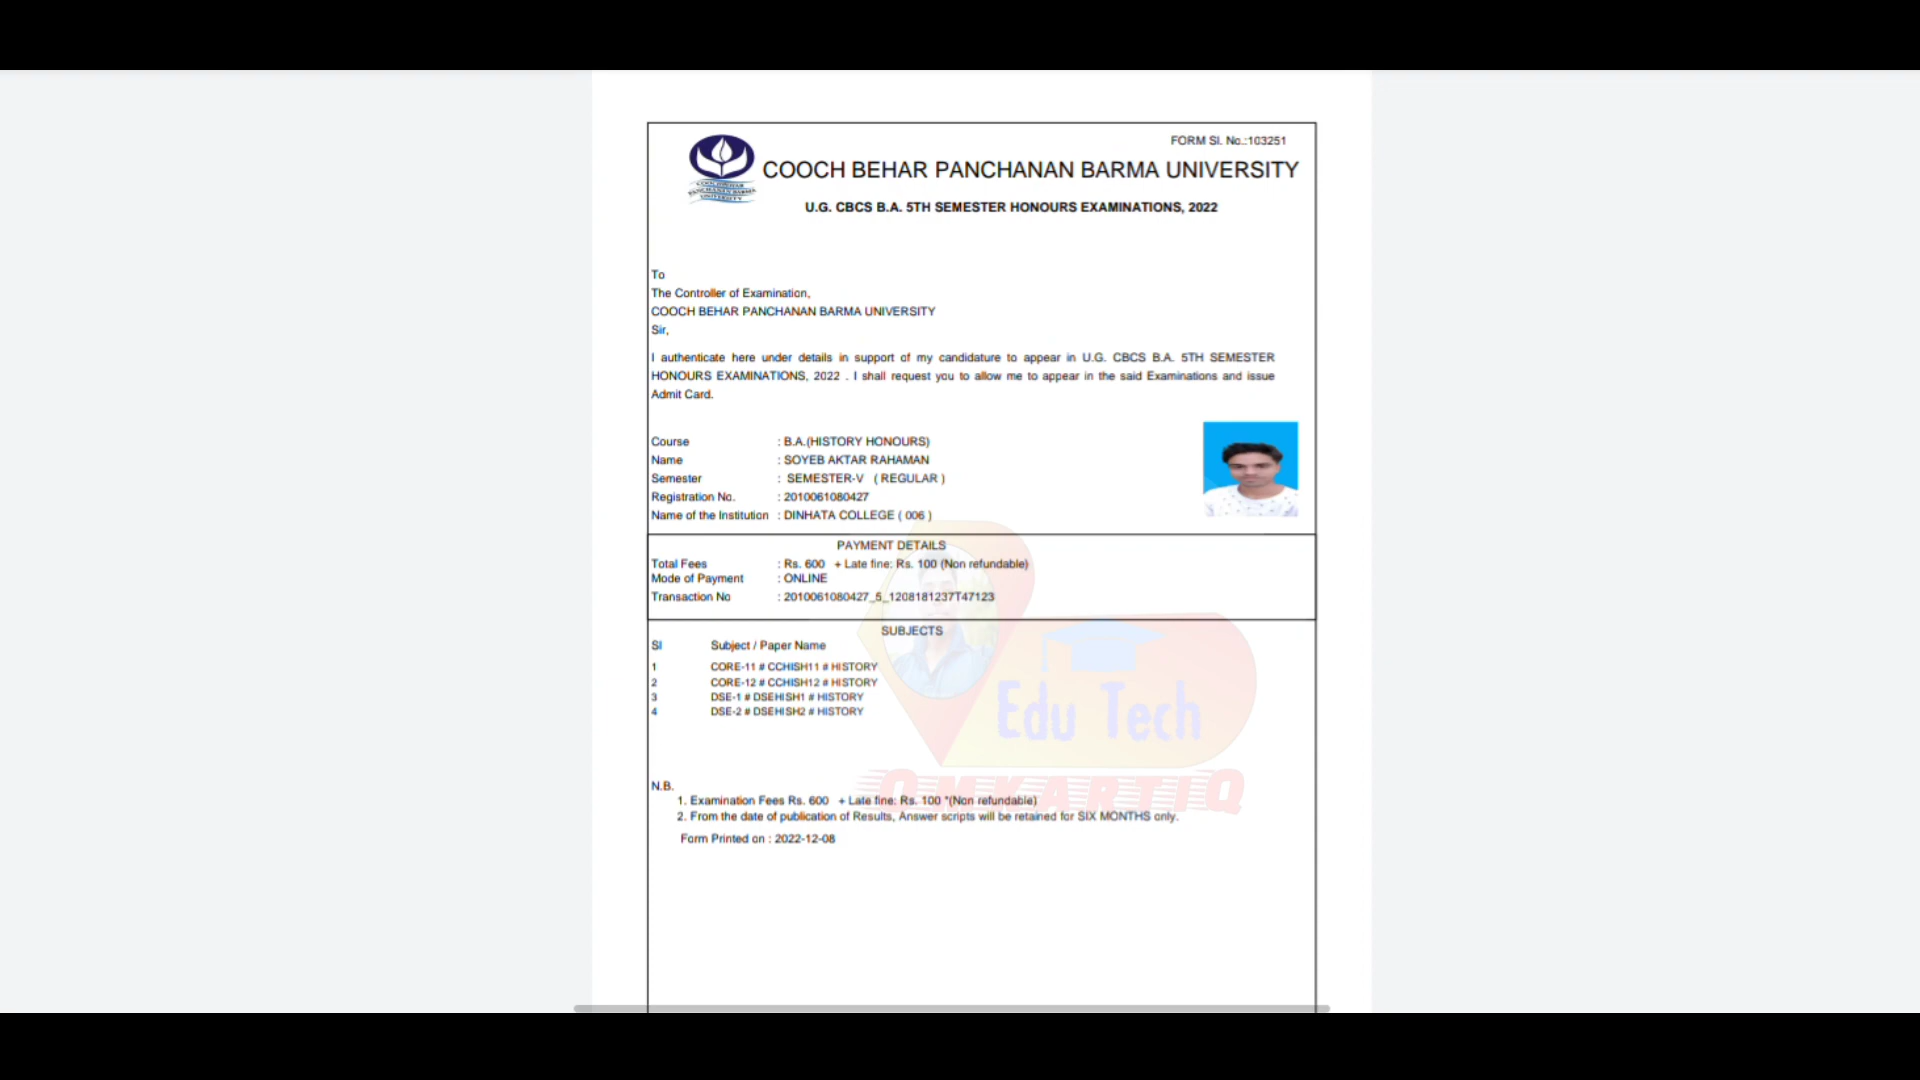 FORM Sl. No.:103251
COOCH BEHAR PANCHANAN BARMA UNIVERSITY
COOCH BEHAR
PANCHANAN BARMA
UNIVERSITY
U.G. CBCS B.A. 5TH SEMESTER HONOURS EXAMINATIONS, 2022
To
The Controller of Examination,
COOCH BEHAR PANCHANAN BARMA UNIVERSITY
Sir,
I authenticate here under details in support of my candidature to appear in U.G. CBCS B.A. 5TH SEMESTER
HONOURS EXAMINATIONS, 2022 . I shall request you to allow me to appear in the said Examinations and issue
Admit Card.
Course : B.A.(HISTORY HONOURS)
Name : SOYEB AKTAR RAHAMAN
Semester : SEMESTER-V ( REGULAR )
Registration No. : 2010061080427
Name of the Institution : DINHATA COLLEGE ( 006 )
PAYMENT DETAILS
Total Fees : Rs. 600 + Late fine: Rs. 100 (Non refundable)
Mode of Payment : ONLINE
Transaction No : 2010061080427_5_1208181237T47123
SUBJECTS
Sl Subject / Paper Name
1 CORE-11 # CCHISH11 # HISTORY
2 CORE-12 # CCHISH12 # HISTORY
3 DSE-1 # DSEHISH1 # HISTORY
4 DSE-2 # DSEHISH2 # HISTORY
Edu Tech
OMKARTIQ
N.B.
1. Examination Fees Rs. 600 + Late fine: Rs. 100 *(Non refundable)
2. From the date of publication of Results, Answer scripts will be retained for SIX MONTHS only.
Form Printed on : 2022-12-08